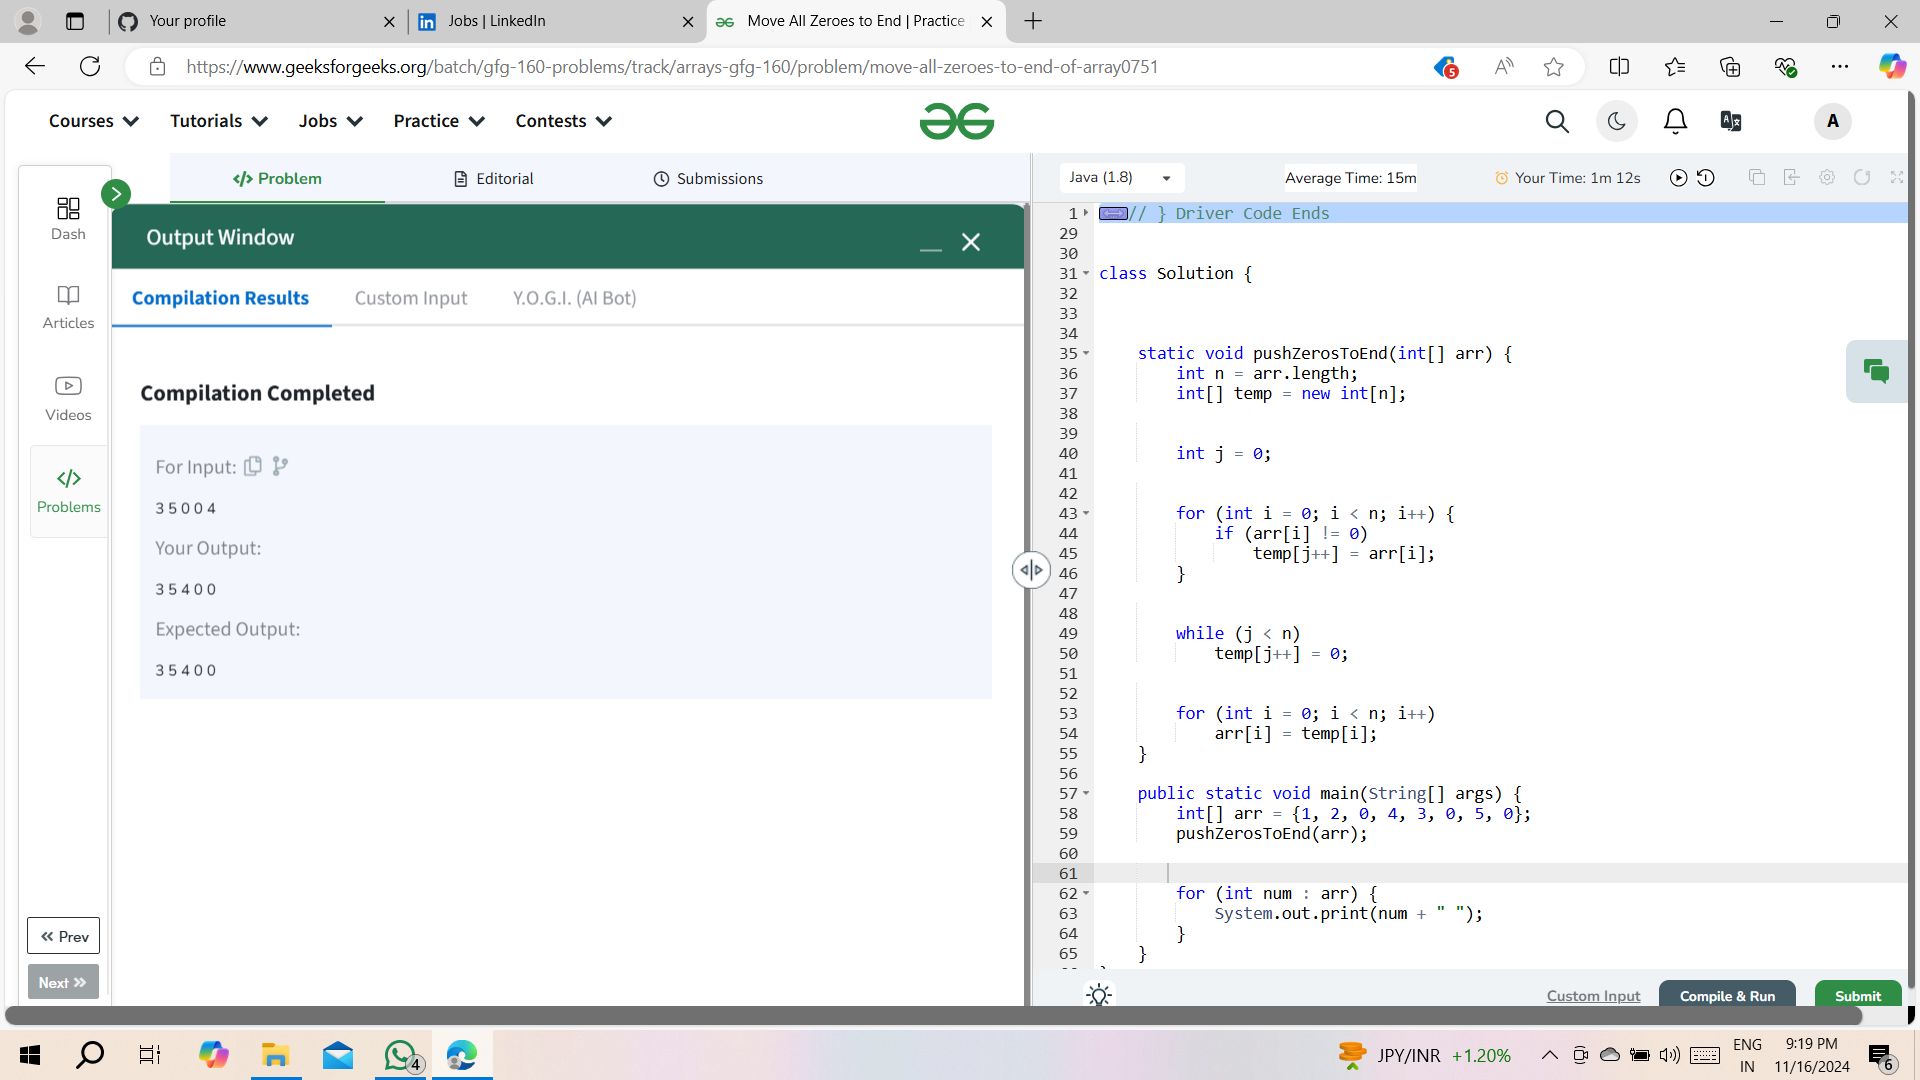 Your profile
Jobs | LinkedIn
Move All Zeroes to End | Practice
https://www.geeksforgeeks.org/batch/gfg-160-problems/track/arrays-gfg-160/problem/move-all-zeroes-to-end-of-array0751
5
Courses
Tutorials
Jobs
Practice
Contests
A
Dash
Articles
Videos
Problems
« Prev
Next »
Problem
Editorial
Submissions
Output Window
Compilation Results
Custom Input
Y.O.G.I. (AI Bot)
Compilation Completed
For Input:
3 5 0 0 4
Your Output:
3 5 4 0 0
Expected Output:
3 5 4 0 0
Java (1.8)
Average Time: 15m
Your Time: 1m 12s
1 // } Driver Code Ends
29
30
31 class Solution {
32
33
34
35     static void pushZerosToEnd(int[] arr) {
36         int n = arr.length;
37         int[] temp = new int[n];
38
39
40         int j = 0;
41
42
43         for (int i = 0; i < n; i++) {
44             if (arr[i] != 0)
45                 temp[j++] = arr[i];
46         }
47
48
49         while (j < n)
50             temp[j++] = 0;
51
52
53         for (int i = 0; i < n; i++)
54             arr[i] = temp[i];
55     }
56
57     public static void main(String[] args) {
58         int[] arr = {1, 2, 0, 4, 3, 0, 5, 0};
59         pushZerosToEnd(arr);
60
61
62         for (int num : arr) {
63             System.out.print(num + " ");
64         }
65     }
Custom Input
Compile & Run
Submit
4
JPY/INR +1.20%
ENG
IN
9:19 PM
11/16/2024
6